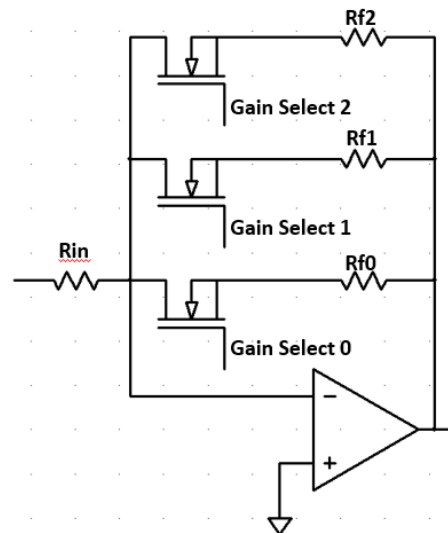 Rf2
Gain Select 2
Rf1
Gain Select 1
Rin
Rf0
Gain Select 0
−
+